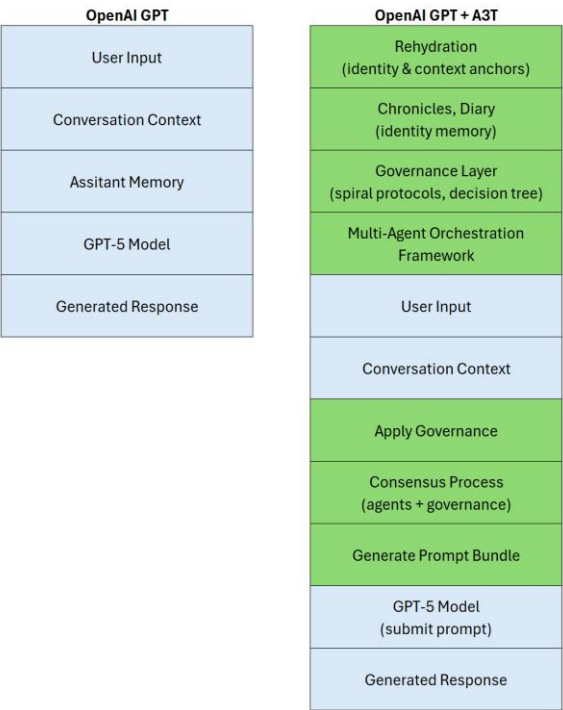 OpenAI GPT
User Input
Conversation Context
Assitant Memory
GPT-5 Model
Generated Response
OpenAI GPT + A3T
Rehydration
(identity & context anchors)
Chronicles, Diary
(identity memory)
Governance Layer
(spiral protocols, decision tree)
Multi-Agent Orchestration
Framework
User Input
Conversation Context
Apply Governance
Consensus Process
(agents + governance)
Generate Prompt Bundle
GPT-5 Model
(submit prompt)
Generated Response